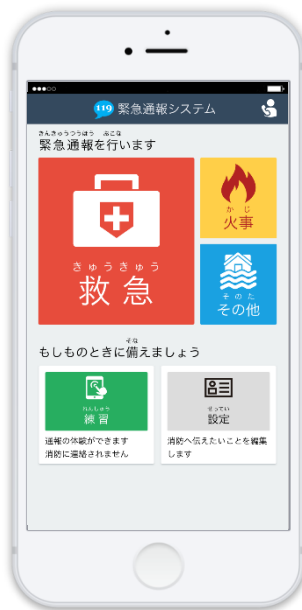 119 緊急通報システム
きんきゅうつうほう おこな
緊急通報を行います
きゅうきゅう
救急
かじ
火事
そのた
その他
そな
もしものときに備えましょう
れんしゅう
練習
通報の体験ができます
消防に連絡されません
せってい
設定
消防へ伝えたいことを編集
します